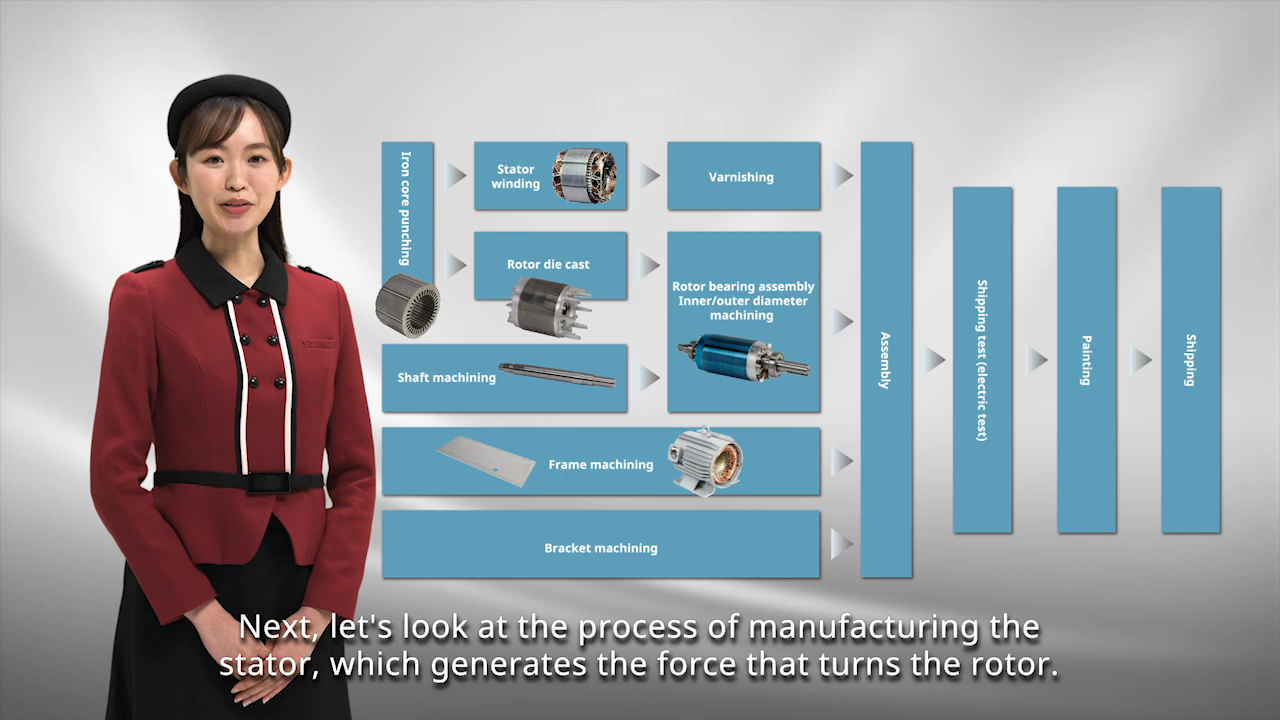 Iron core punching
Stator
winding
Varnishing
Rotor die cast
Rotor bearing assembly
Inner/outer diameter
machining
Shaft machining
Frame machining
Bracket machining
Assembly
Shipping test (electric test)
Painting
Shipping
Next, let's look at the process of manufacturing the
stator, which generates the force that turns the rotor.